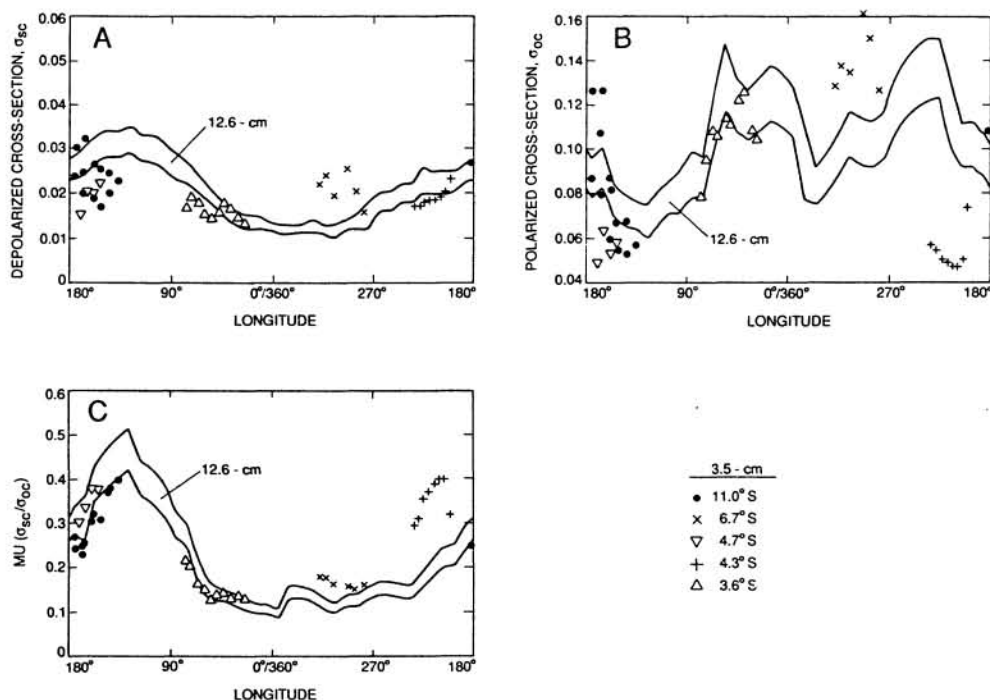 A
DEPOLARIZED CROSS-SECTION, σSC
0.06
0.05
0.04
0.03
0.02
0.01
0
12.6 - cm
180° 90° 0°/360° 270° 180°
LONGITUDE
B
POLARIZED CROSS-SECTION, σOC
0.16
0.14
0.12
0.10
0.08
0.06
0.04
12.6 - cm
180° 90° 0°/360° 270° 180°
LONGITUDE
C
MU (σSC/σOC)
0.6
0.5
0.4
0.3
0.2
0.1
0
12.6 - cm
180° 90° 0°/360° 270° 180°
LONGITUDE
3.5 - cm
11.0° S
6.7° S
4.7° S
4.3° S
3.6° S